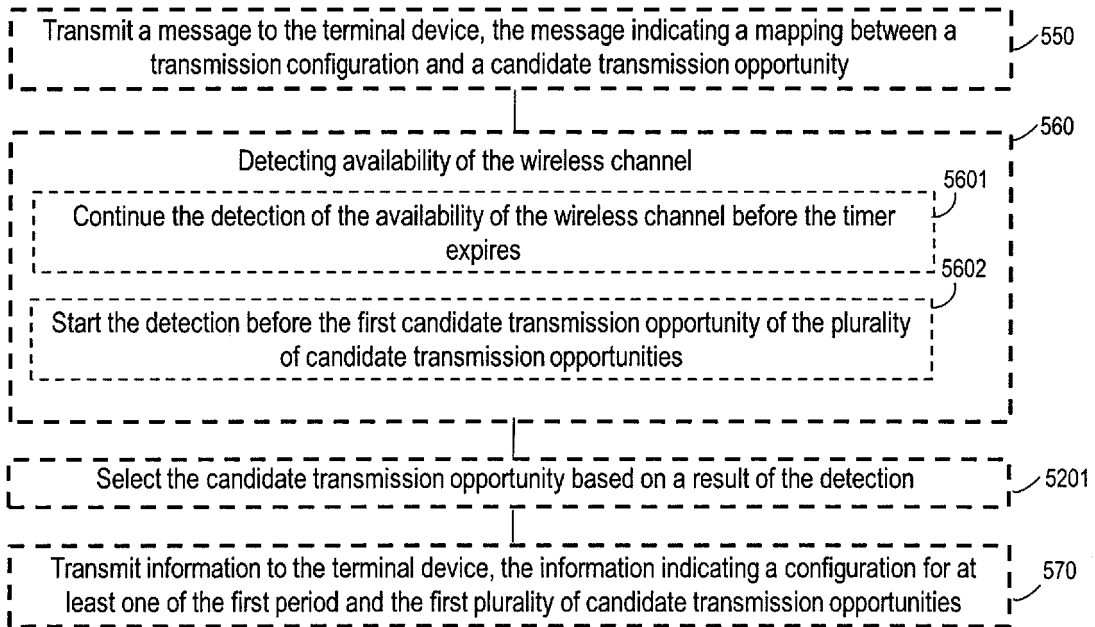 Transmit a message to the terminal device, the message indicating a mapping between a
transmission configuration and a candidate transmission opportunity
550
560
Detecting availability of the wireless channel
5601
Continue the detection of the availability of the wireless channel before the timer
expires
5602
Start the detection before the first candidate transmission opportunity of the plurality
of candidate transmission opportunities
Select the candidate transmission opportunity based on a result of the detection
5201
Transmit information to the terminal device, the information indicating a configuration for at
least one of the first period and the first plurality of candidate transmission opportunities
570